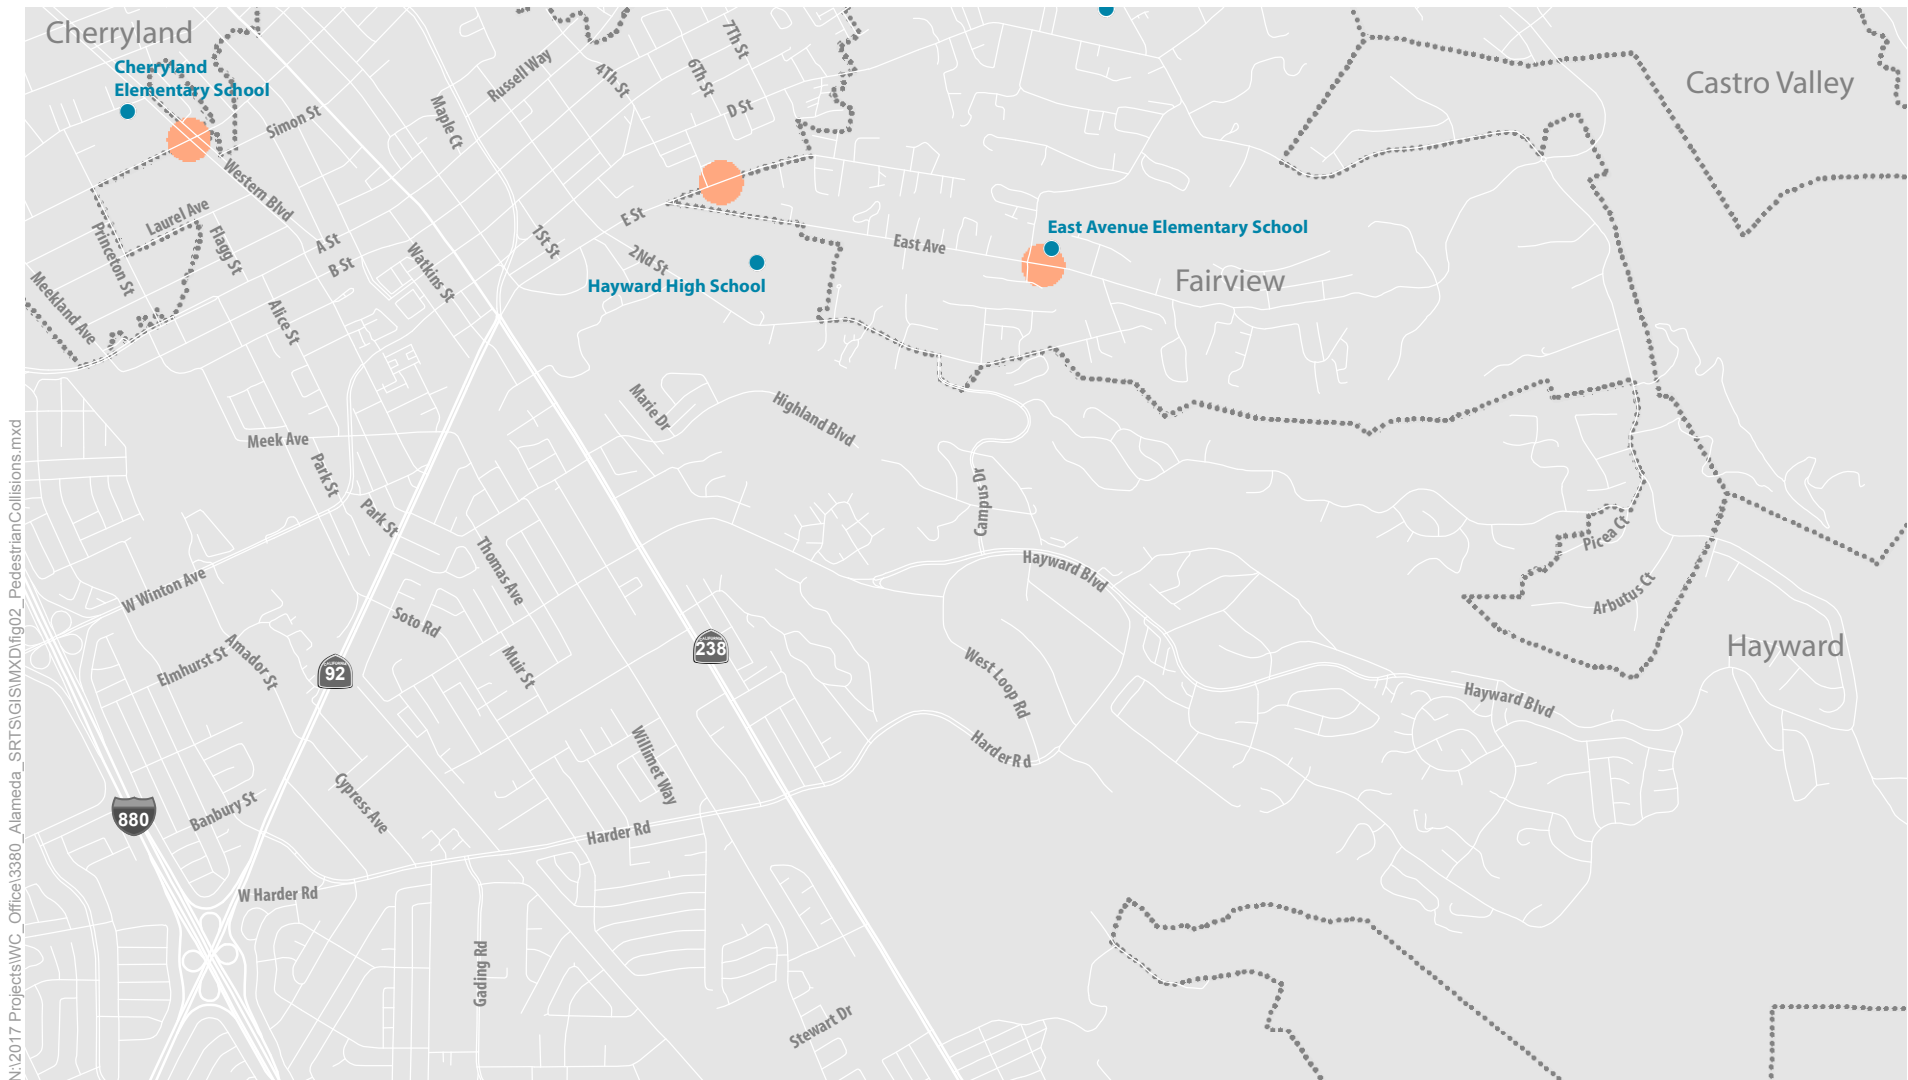 Cherryland
Cherryland
Elementary School
Simon St
Maple Ct
Russell Way
4Th St
6Th St
7Th St
D St
Castro Valley
Western Blvd
Laurel Ave
Princeton St
Flagg St
A St
B St
Watkins St
1St St
E St
2Nd St
East Ave
East Avenue Elementary School
Hayward High School
Fairview
Meekland Ave
Alice St
Marie Dr
Highland Blvd
Meek Ave
Park St
Park St
Campus Dr
Picea Ct
Arbutus Ct
Hayward Blvd
W Winton Ave
Thomas Ave
Soto Rd
Muir St
Elmhurst St
Amador St
CALIFORNIA
92
CALIFORNIA
238
West Loop Rd
Hayward
Hayward Blvd
Harder Rd
Willimet Way
880
Banbury St
Cypress Ave
Harder Rd
W Harder Rd
Gading Rd
Stewart Dr
N:\2017 Projects\WC_Office\3380_Alameda_SRTS\GIS\MXD\fig02_PedestrianCollisions.mxd